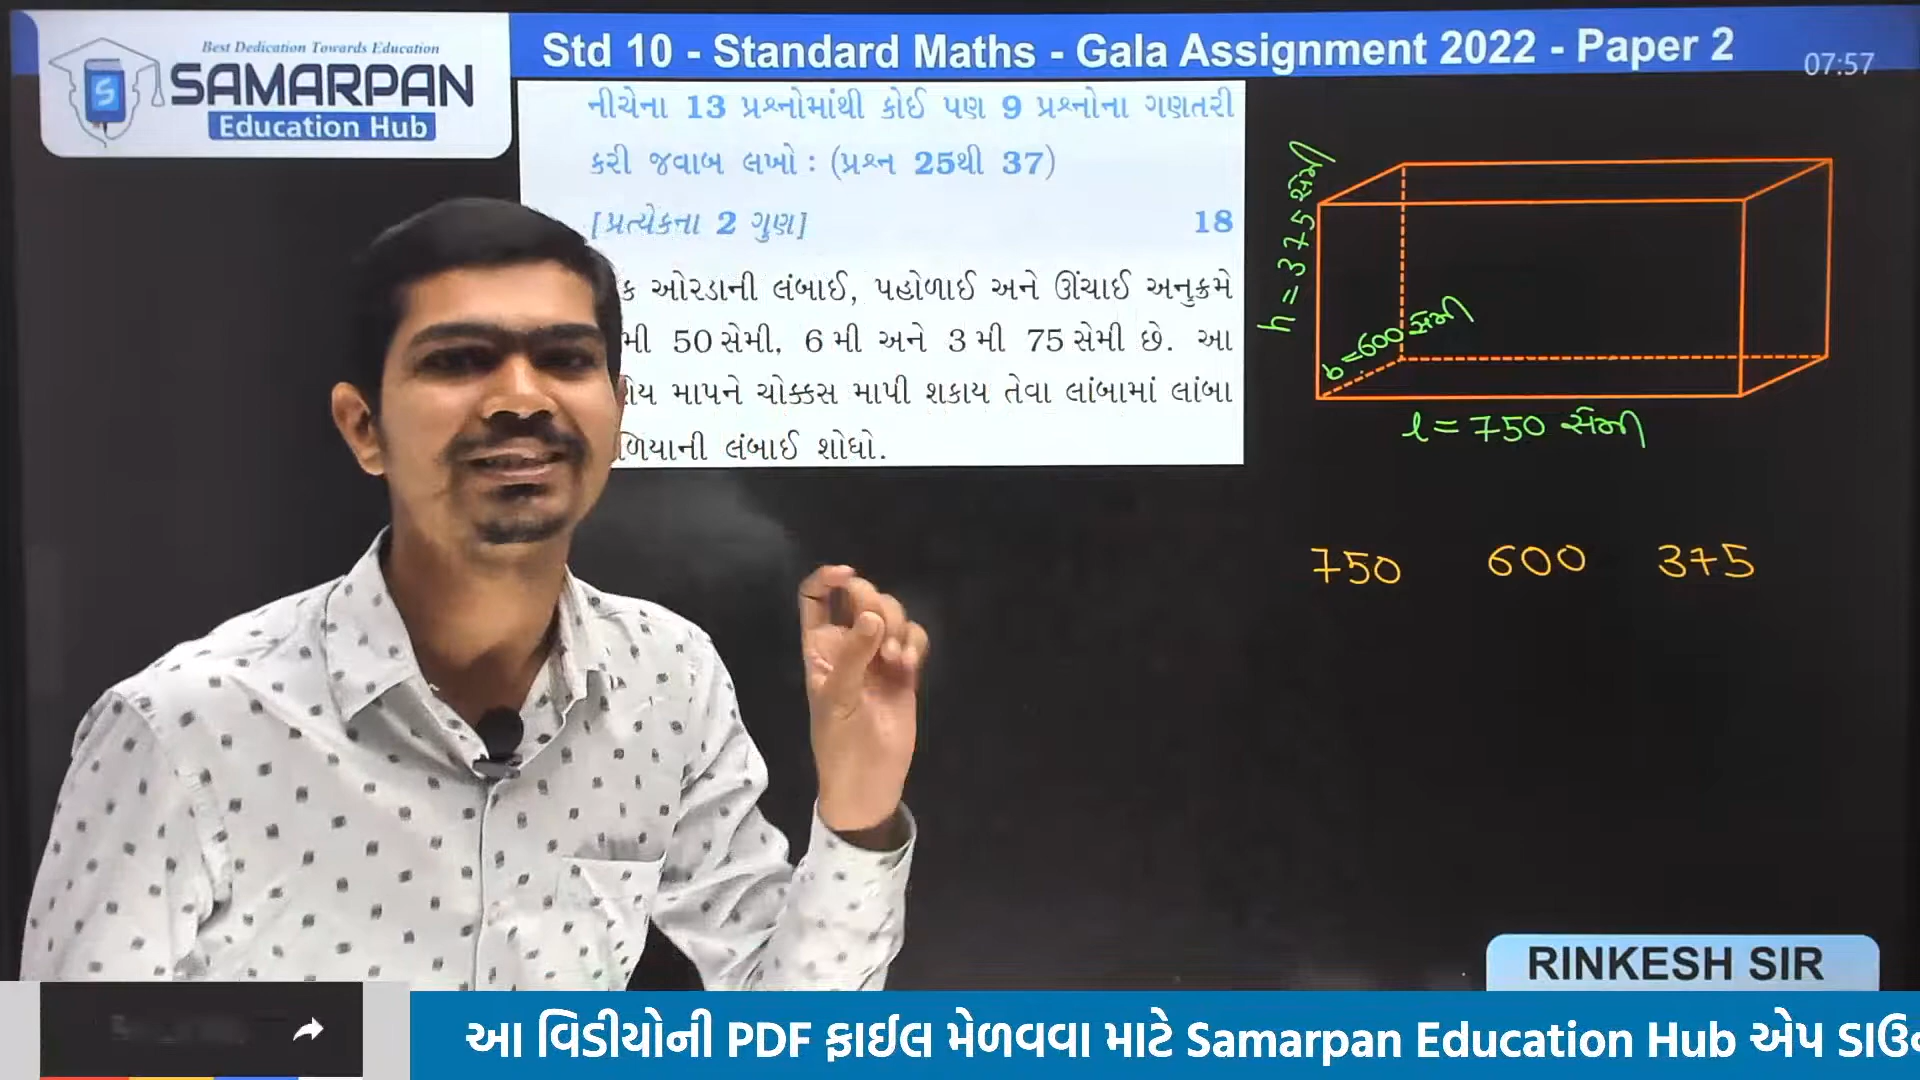 Best Dedication Towards Education
SAMARPAN
Education Hub
Std 10 - Standard Maths - Gala Assignment 2022 - Paper 2
07:57
નીચેના 13 પ્રશ્નોમાંથી કોઈ પણ 9 પ્રશ્નોના ગણતરી
કરી જવાબ લખો : (પ્રશ્ન 25થી 37)
[પ્રત્યેકના 2 ગુણ] 18
ક ઓરડાની લંબાઈ, પહોળાઈ અને ઊંચાઈ અનુક્રમે
મી 50 સેમી, 6 મી અને 3 મી 75 સેમી છે. આ
માપને ચોક્કસ માપી શકાય તેવા લાંબામાં લાંબા
ળિયાની લંબાઈ શોધો.
h = 375 સેમી
b = 600 સેમી
l = 750 સેમી
750 600 375
RINKESH SIR
આ વિડીયોની PDF ફાઈલ મેળવવા માટે Samarpan Education Hub એપ ડાઉન